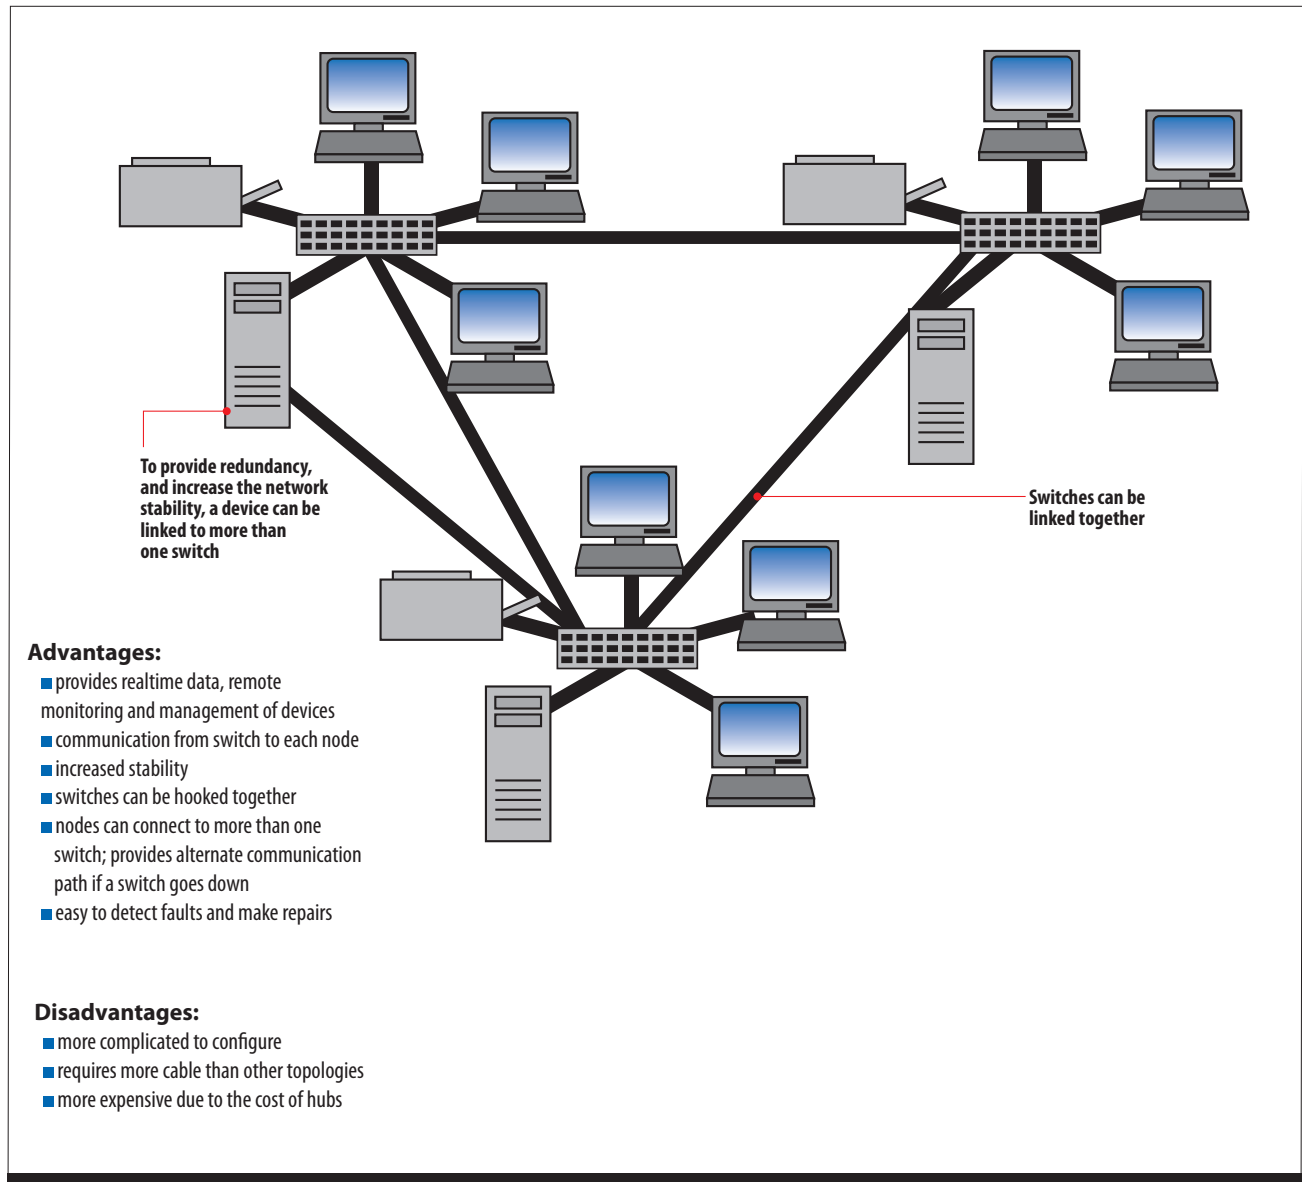 To provide redundancy,
and increase the network
stability, a device can be
linked to more than
one switch
Switches can be
linked together
Advantages:
provides realtime data, remote
monitoring and management of devices
communication from switch to each node
increased stability
switches can be hooked together
nodes can connect to more than one
switch; provides alternate communication
path if a switch goes down
easy to detect faults and make repairs
Disadvantages:
more complicated to configure
requires more cable than other topologies
more expensive due to the cost of hubs